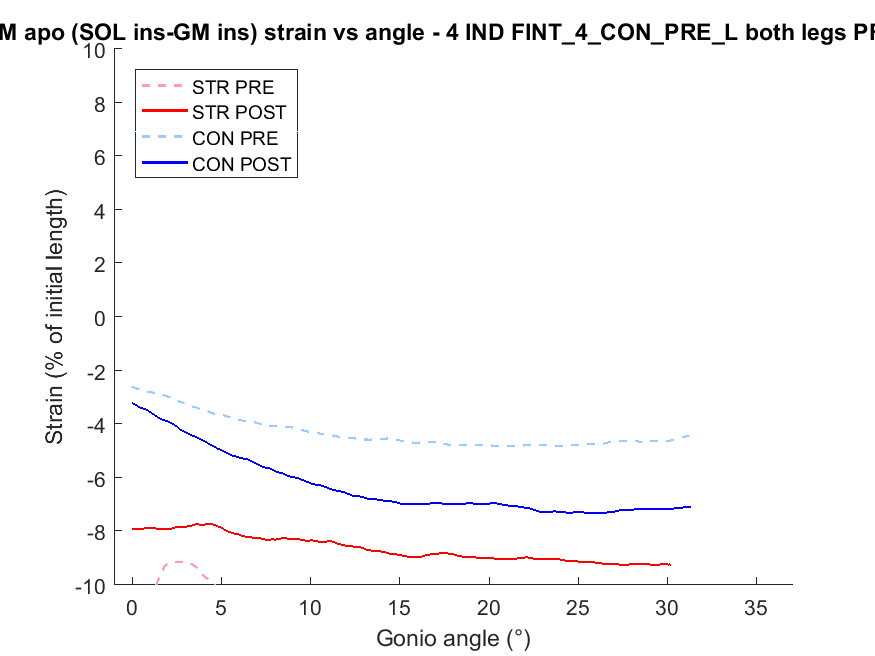 M apo (SOL ins-GM ins) strain vs angle - 4 IND FINT_4_CON_PRE_L both legs PR
10
8
6
4
2
0
-2
-4
-6
-8
-10
STR PRE
STR POST
CON PRE
CON POST
Strain (% of initial length)
0 5 10 15 20 25 30 35
Gonio angle (°)